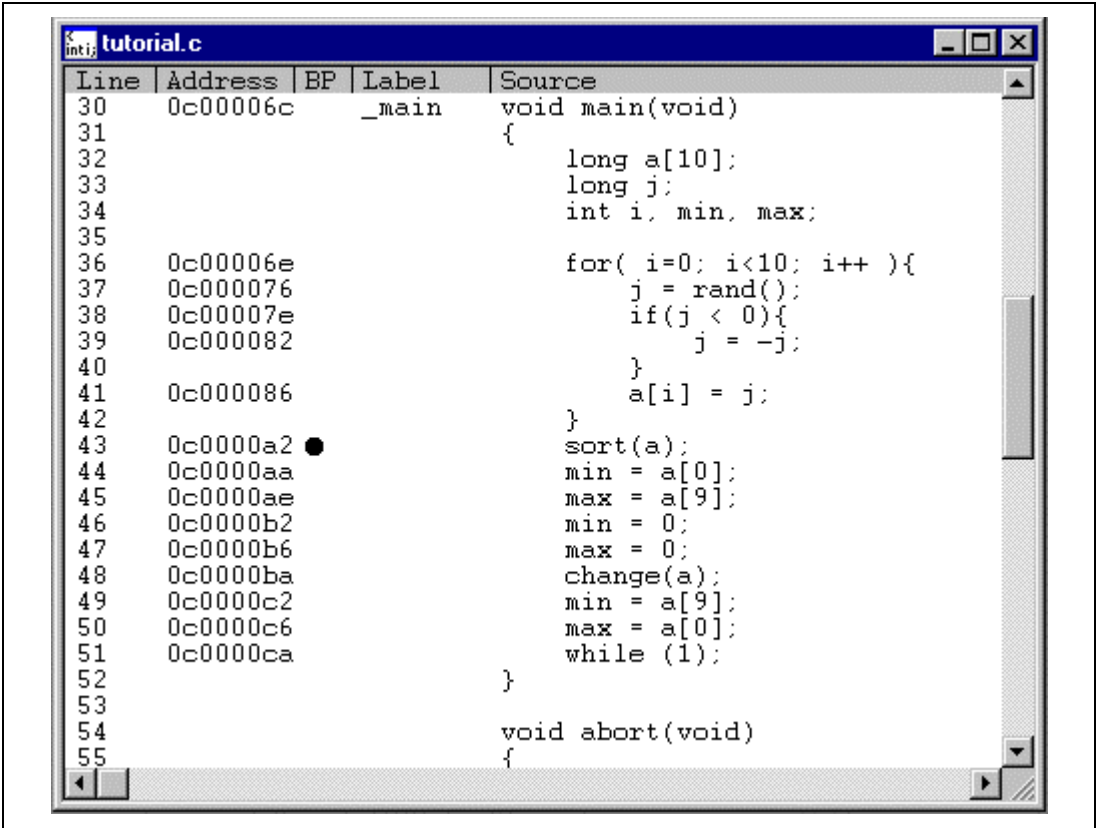 tutorial.c
Line Address BP Label Source
30 0c00006c _main void main(void)
31 {
32 long a[10];
33 long j;
34 int i, min, max;
35
36 0c00006e for( i=0; i<10; i++ ){
37 0c000076 j = rand();
38 0c00007e if(j < 0){
39 0c000082 j = -j;
40 }
41 0c000086 a[i] = j;
42 }
43 0c0000a2 sort(a);
44 0c0000aa min = a[0];
45 0c0000ae max = a[9];
46 0c0000b2 min = 0;
47 0c0000b6 max = 0;
48 0c0000ba change(a);
49 0c0000c2 min = a[9];
50 0c0000c6 max = a[0];
51 0c0000ca while (1);
52 }
53
54 void abort(void)
55 {